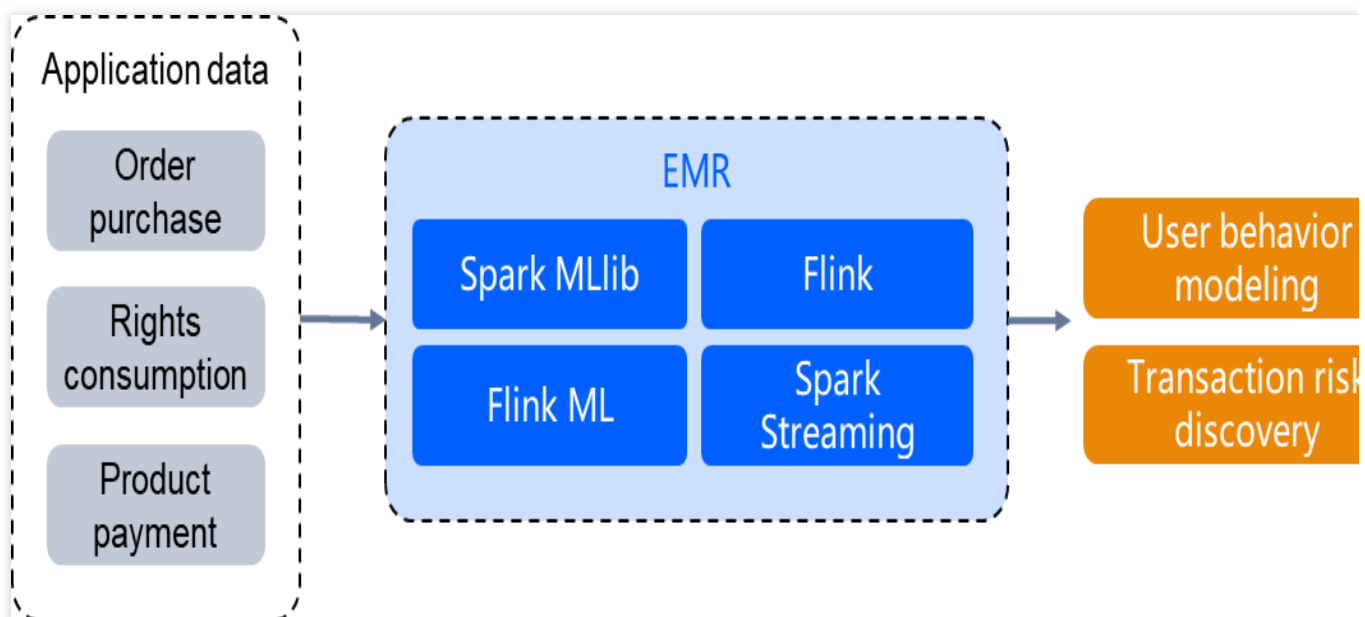 Application data
Order
purchase
Rights
consumption
Product
payment
EMR
Spark MLlib
Flink
Flink ML
Spark
Streaming
User behavior
modeling
Transaction risk
discovery